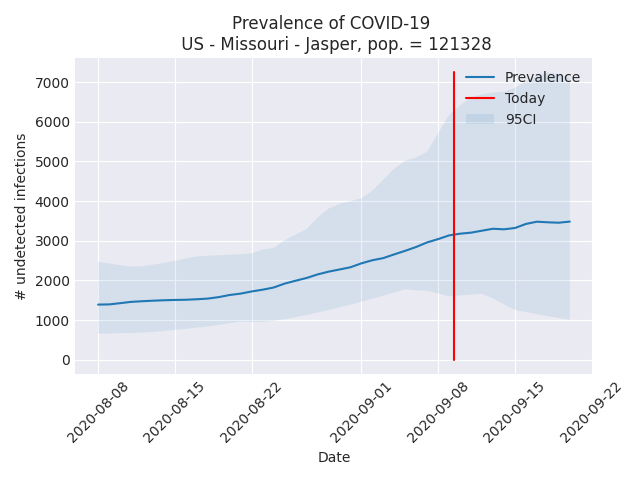 Prevalence of COVID-19
US - Missouri - Jasper, pop. = 121328
7000
6000
5000
4000
3000
2000
1000
0
# undetected infections
Prevalence
Today
95CI
2020-08-08
2020-08-15
2020-08-22
2020-09-01
2020-09-08
2020-09-15
2020-09-22
Date